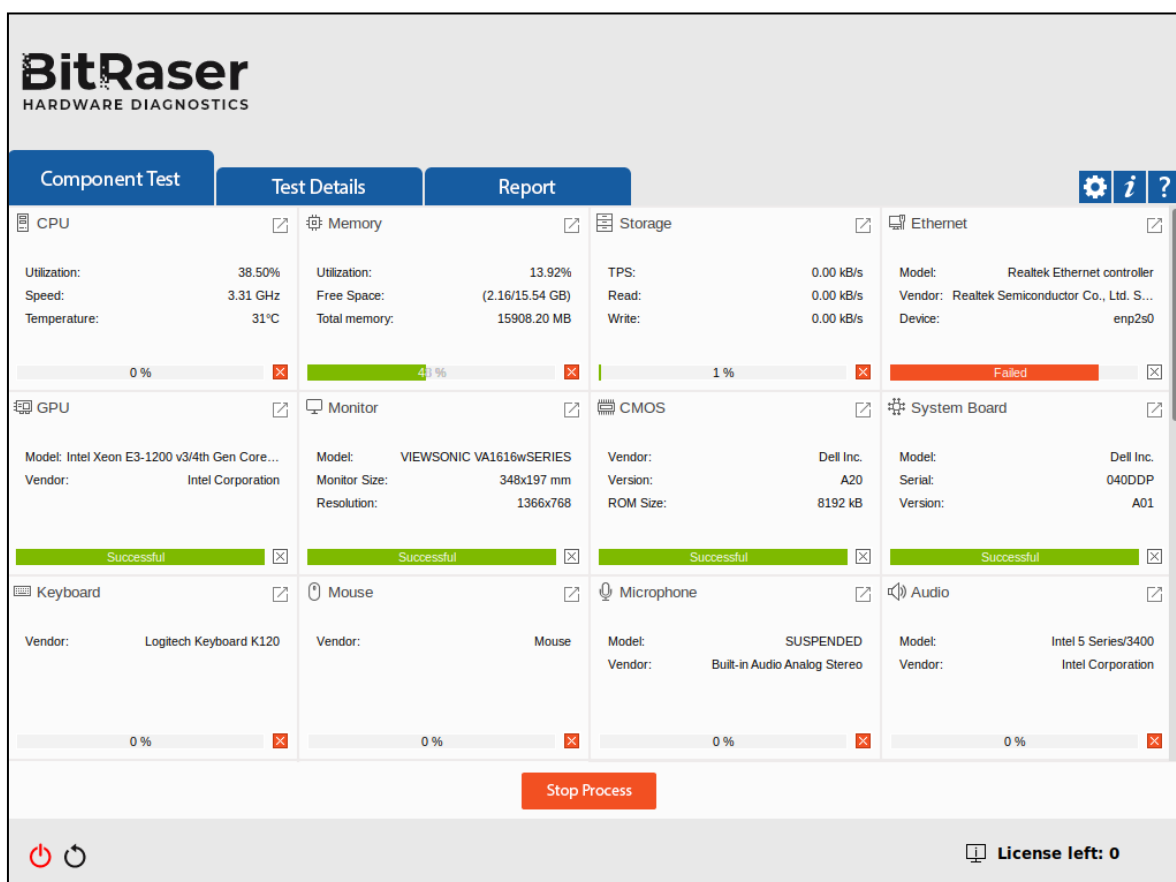 BitRaser
HARDWARE DIAGNOSTICS
Component Test
Test Details
Report
i
?
CPU
Utilization: 38.50%
Speed: 3.31 GHz
Temperature: 31°C
0 %
Memory
Utilization: 13.92%
Free Space: (2.16/15.54 GB)
Total memory: 15908.20 MB
48 %
Storage
TPS: 0.00 kB/s
Read: 0.00 kB/s
Write: 0.00 kB/s
1 %
Ethernet
Model: Realtek Ethernet controller
Vendor: Realtek Semiconductor Co., Ltd. S...
Device: enp2s0
Failed
GPU
Model: Intel Xeon E3-1200 v3/4th Gen Core...
Vendor: Intel Corporation
Successful
Monitor
Model: VIEWSONIC VA1616wSERIES
Monitor Size: 348x197 mm
Resolution: 1366x768
Successful
CMOS
Vendor: Dell Inc.
Version: A20
ROM Size: 8192 kB
Successful
System Board
Model: Dell Inc.
Serial: 040DDP
Version: A01
Successful
Keyboard
Vendor: Logitech Keyboard K120
0 %
Mouse
Vendor: Mouse
0 %
Microphone
Model: SUSPENDED
Vendor: Built-in Audio Analog Stereo
0 %
Audio
Model: Intel 5 Series/3400
Vendor: Intel Corporation
0 %
Stop Process
License left: 0